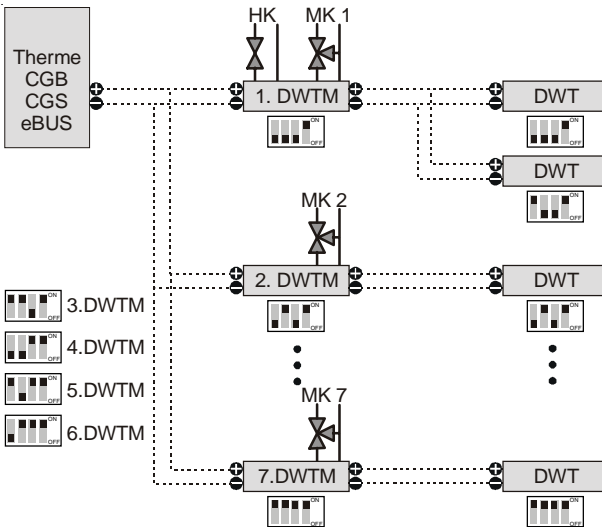 HK MK 1
Therme
CGB
CGS
eBUS
1. DWTM
DWT
ON
OFF
ON
OFF
DWT
ON
OFF
MK 2
2. DWTM
DWT
ON
OFF
ON
OFF
ON
OFF
3.DWTM
ON
OFF
4.DWTM
ON
OFF
5.DWTM
ON
OFF
6.DWTM
MK 7
7.DWTM
DWT
ON
OFF
ON
OFF